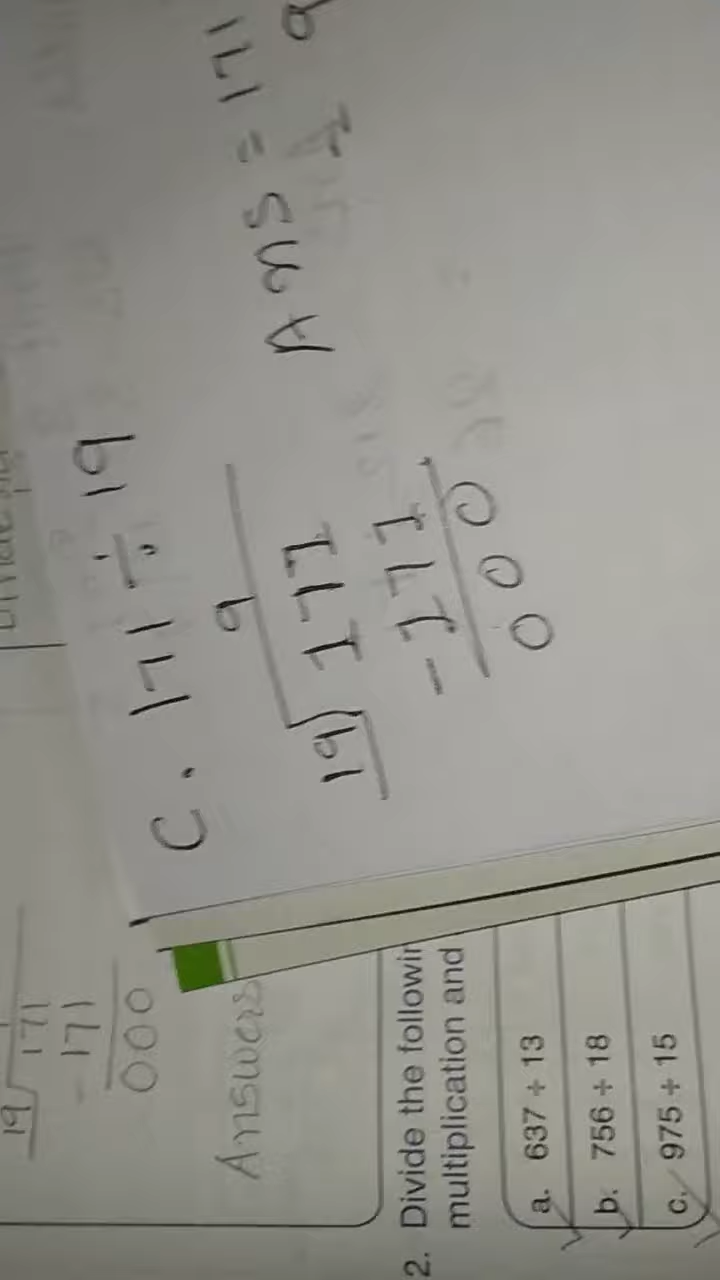 C. 171 ÷ 19
9
19) 171 Ans = 171
-171
000
19) 171
-171
000
Answers
2. Divide the
multiplication and
a. 637 ÷ 13
b. 756 ÷ 18
c. 975 ÷ 15